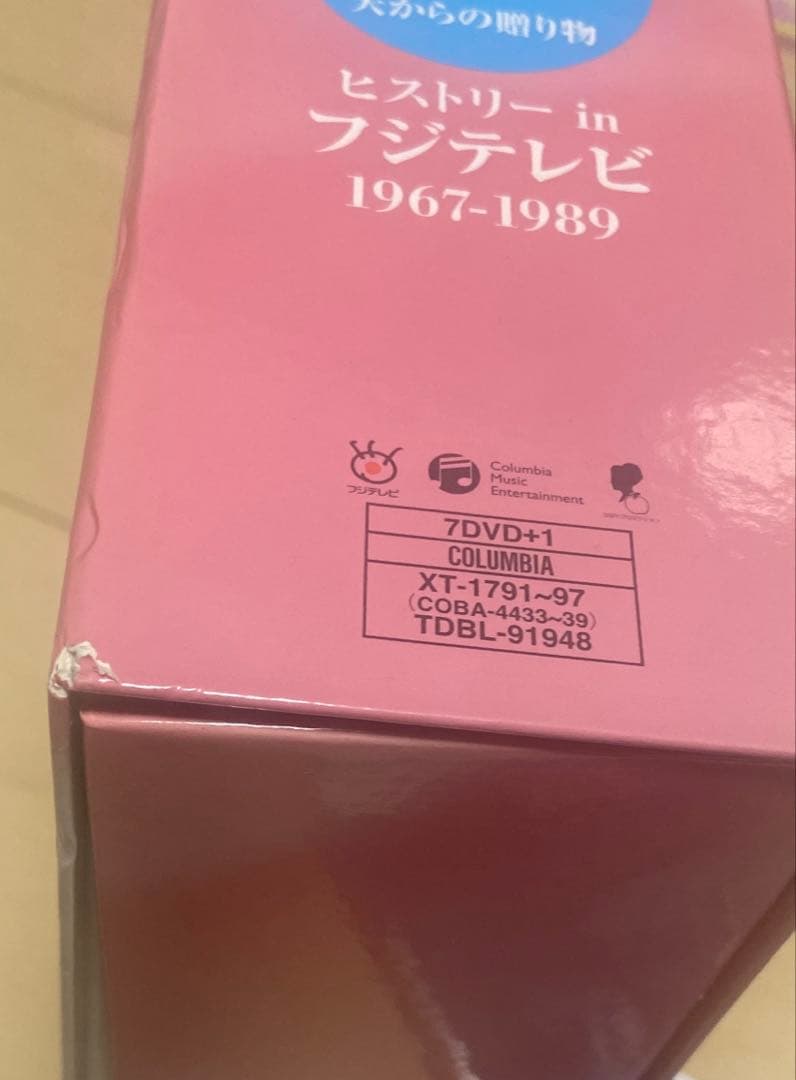 からの贈り物
ヒストリー in
フジテレビ
1967-1989
フジテレビ
Columbia
Music
Entertainment
7DVD+1
COLUMBIA
XT-1791~97
(COBA-4433~39)
TDBL-91948